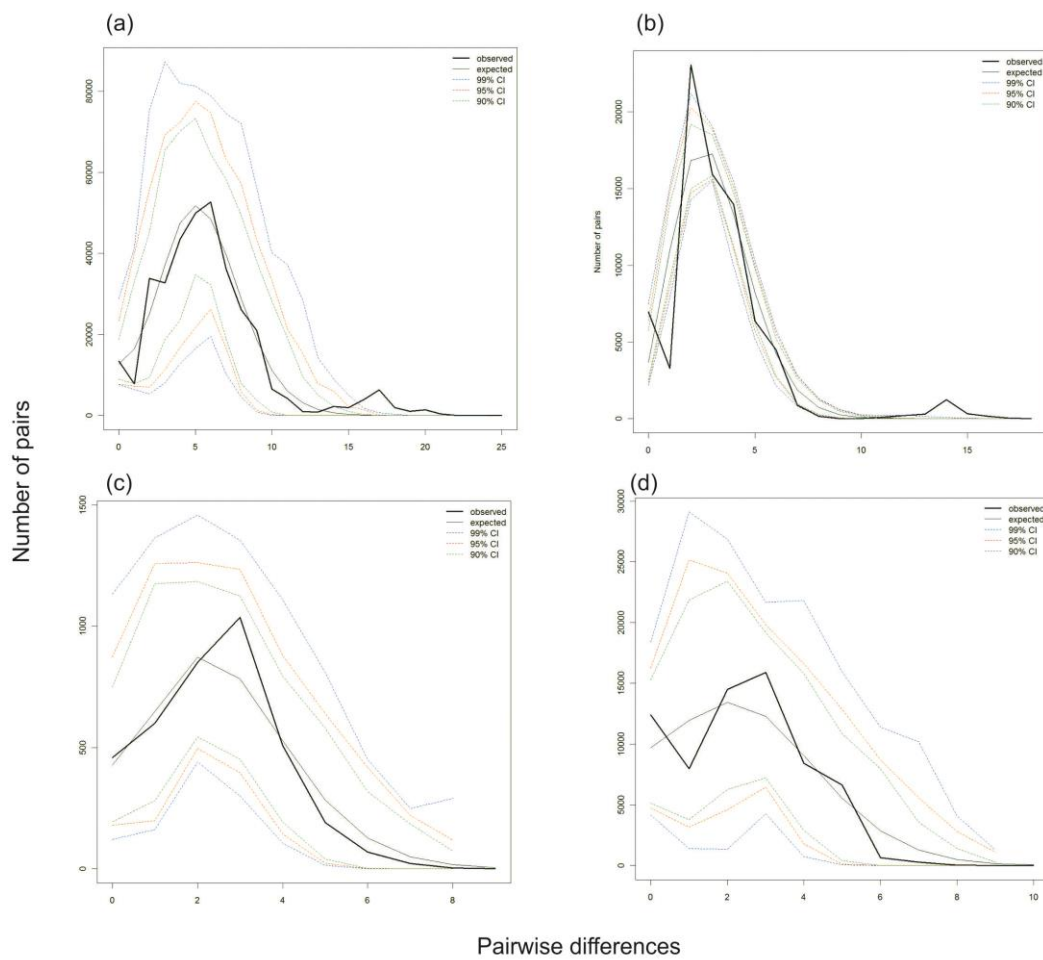 (a)
observed
expected
99% CI
95% CI
90% CI
0 20000 40000 60000 80000
0 5 10 15 20 25
(b)
observed
expected
99% CI
95% CI
90% CI
Number of pairs
0 5000 10000 15000 20000
0 5 10 15
Number of pairs
(c)
observed
expected
99% CI
95% CI
90% CI
0 500 1000 1500
0 2 4 6 8
(d)
observed
expected
99% CI
95% CI
90% CI
0 5000 10000 15000 20000 25000 30000
0 2 4 6 8 10
Pairwise differences